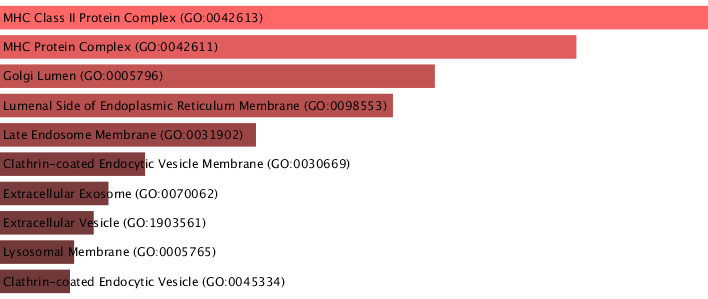 MHC Class II Protein Complex (GO:0042613)
MHC Protein Complex (GO:0042611)
Golgi Lumen (GO:0005796)
Lumenal Side of Endoplasmic Reticulum Membrane (GO:0098553)
Late Endosome Membrane (GO:0031902)
Clathrin-coated Endocytic Vesicle Membrane (GO:0030669)
Extracellular Exosome (GO:0070062)
Extracellular Vesicle (GO:1903561)
Lysosomal Membrane (GO:0005765)
Clathrin-coated Endocytic Vesicle (GO:0045334)